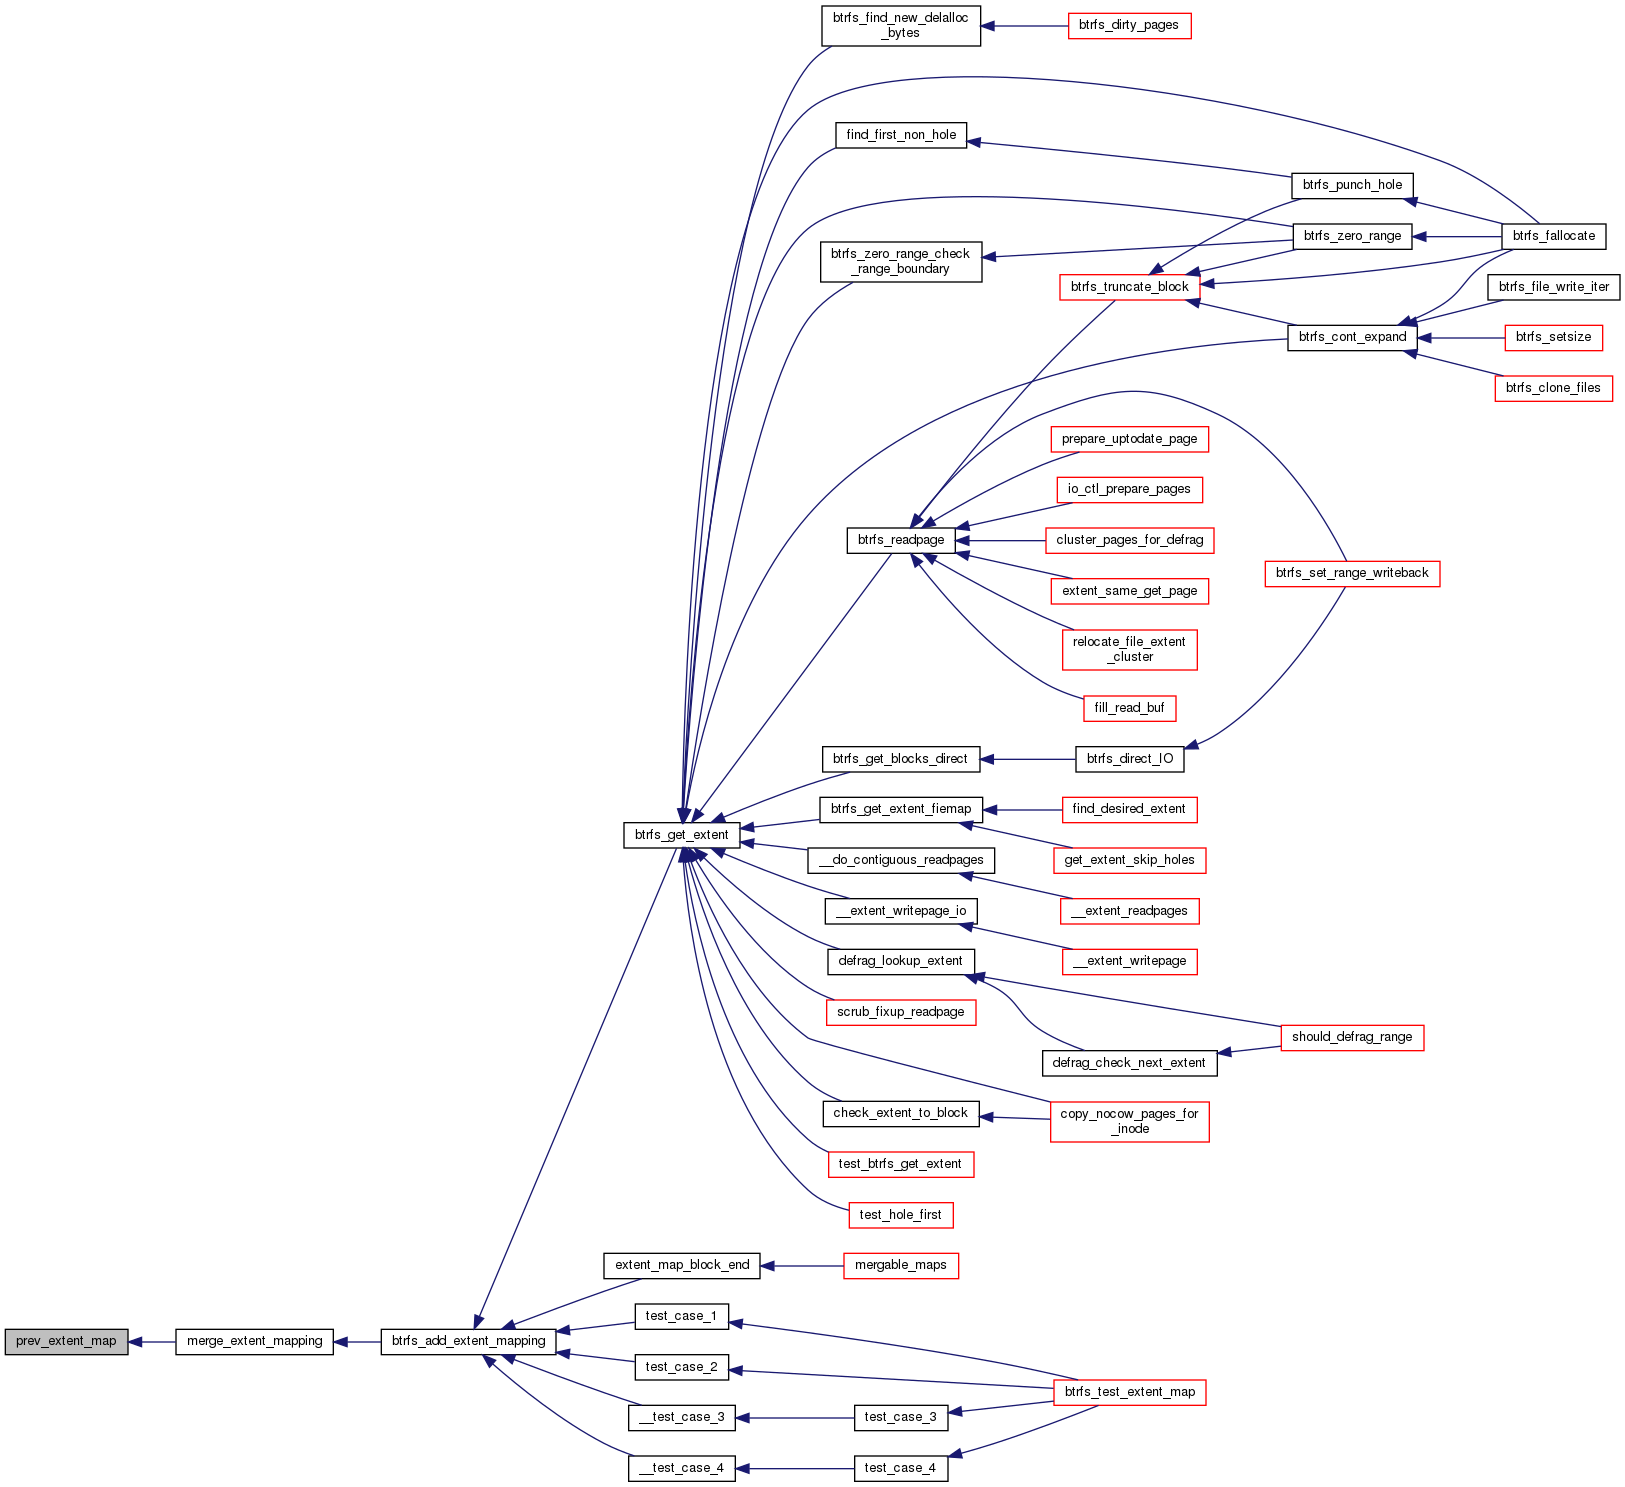 btrfs_find_new_delalloc
_bytes
btrfs_dirty_pages
find_first_non_hole
btrfs_punch_hole
btrfs_zero_range
btrfs_fallocate
btrfs_zero_range_check
_range_boundary
btrfs_truncate_block
btrfs_file_write_iter
btrfs_cont_expand
btrfs_setsize
btrfs_clone_files
prepare_uptodate_page
io_ctl_prepare_pages
btrfs_readpage
cluster_pages_for_defrag
btrfs_set_range_writeback
extent_same_get_page
relocate_file_extent
_cluster
fill_read_buf
btrfs_get_blocks_direct
btrfs_direct_IO
btrfs_get_extent_fiemap
find_desired_extent
btrfs_get_extent
__do_contiguous_readpages
get_extent_skip_holes
__extent_writepage_io
__extent_readpages
defrag_lookup_extent
__extent_writepage
scrub_fixup_readpage
should_defrag_range
defrag_check_next_extent
check_extent_to_block
copy_nocow_pages_for
_inode
test_btrfs_get_extent
test_hole_first
extent_map_block_end
mergable_maps
test_case_1
prev_extent_map
merge_extent_mapping
btrfs_add_extent_mapping
test_case_2
btrfs_test_extent_map
__test_case_3
test_case_3
__test_case_4
test_case_4